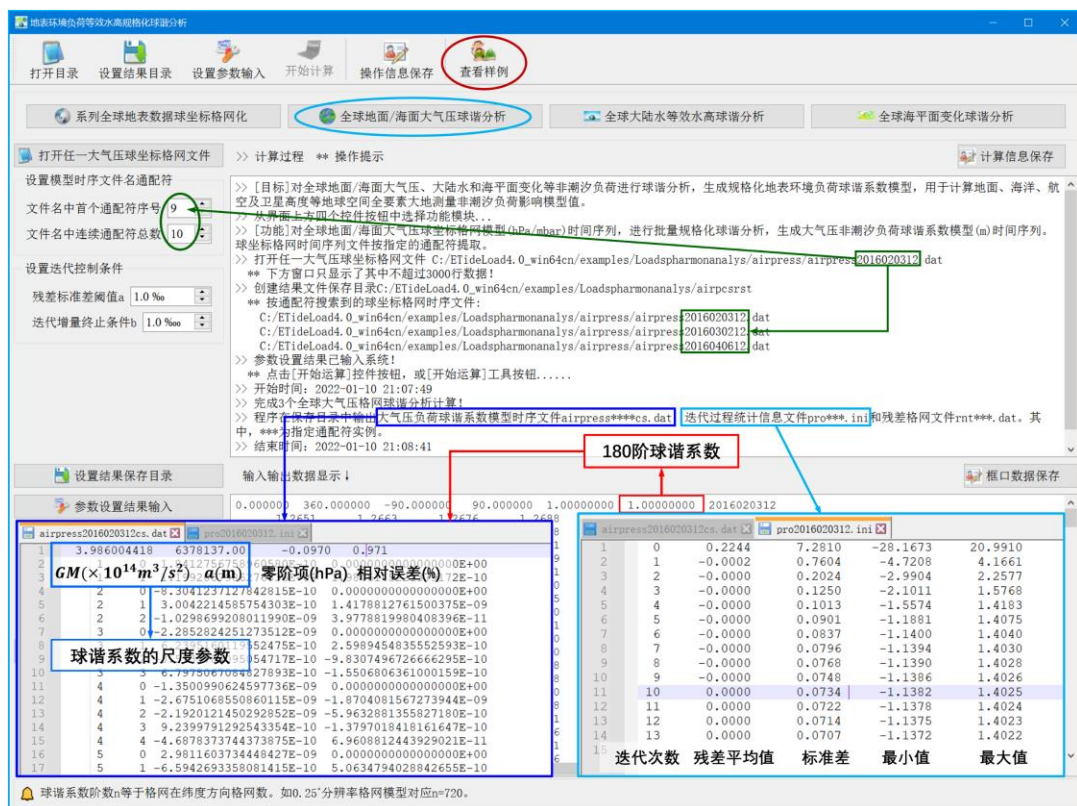 地表环境负荷等效水高规格化球谐分析
打开目录 设置结果目录 设置参数输入 开始计算 操作信息保存 查看样例
系列全球地表数据球坐标格网化 全球地面/海面大气压球谐分析 全球大陆水等效水高球谐分析 全球海平面变化球谐分析
打开任一大气压球坐标格网文件 >> 计算过程 ** 操作提示 计算信息保存
设置模型时序文件名通配符
文件名中首个通配符序号 9
文件名中连续通配符总数 10
设置迭代控制条件
残差标准差阈值a 1.0 ‰
迭代增量终止条件b 1.0 ‱
>> [目标]对全球地面/海面大气压、大陆水和海平面变化等非潮汐负荷进行球谐分析，生成规格化地表环境负荷球谐系数模型，用于计算地面、海洋、航
空及卫星高度等地球空间全要素大地测量非潮汐负荷影响模型值。
>> 从界面上方四个控件按钮中选择功能模块...
>> [功能]对全球地面/海面大气压球坐标格网模型(hPa/mbar)时间序列，进行批量规格化球谐分析，生成大气压非潮汐负荷球谐系数模型(m)时间序列。
球坐标格网时间序列文件按指定的通配符提取。
>> 打开任一大气压球坐标格网文件 C:/ETideLoad4.0_win64cn/examples/Loadspharmonanalys/airpress/airpress2016020312.dat
** 下方窗口只显示了其中不超过3000行数据！
>> 创建结果文件保存目录C:/ETideLoad4.0_win64cn/examples/Loadspharmonanalys/airpcsrst
** 按通配符搜索到的球坐标格网时序文件:
C:/ETideLoad4.0_win64cn/examples/Loadspharmonanalys/airpress/airpress2016020312.dat
C:/ETideLoad4.0_win64cn/examples/Loadspharmonanalys/airpress/airpress2016030212.dat
C:/ETideLoad4.0_win64cn/examples/Loadspharmonanalys/airpress/airpress2016040612.dat
>> 参数设置结果已输入系统！
** 点击[开始运算]控件按钮，或[开始运算]工具按钮......
>> 开始时间: 2022-01-10 21:07:49
>> 完成3个全球大气压格网球谐分析计算！
>> 程序在保存目录中输出大气压负荷球谐系数模型时序文件airpress****cs.dat 迭代过程统计信息文件pro***.ini和残差格网文件rnt***.dat。其
中，***为指定通配符实例。
>> 结束时间: 2022-01-10 21:08:41
180阶球谐系数
设置结果保存目录 输入输出数据显示↓ 框口数据保存
参数设置结果输入 0.000000 360.000000 -90.000000 90.000000 1.00000000 1.00000000 2016020312
airpress2016020312cs.dat pro2016020312.ini
1 3.986004418 6378137.00 -0.0970 0.971
GM(×10¹⁴m³/s²) a(m) 零阶项(hPa) 相对误差(%)
4 2 0 -8.3041237127842815E-10 0.0000000000000000E+00
5 2 1 3.0042214585754303E-10 1.4178812761500375E-09
6 2 2 -1.0298699208011990E-09 3.9778819980408396E-11
7 3 0 -2.2852824251273512E-09 0.0000000000000000E+00
球谐系数的尺度参数
11 4 0 -1.3500990624597736E-09 0.0000000000000000E+00
12 4 1 -2.6751068550860115E-09 -1.8704081567273944E-09
13 4 2 -2.1920121450292852E-09 -5.9632881355827180E-10
14 4 3 9.2399791292543354E-10 -1.3797018418161647E-10
15 4 4 -4.6878373744373875E-10 6.9608812443929021E-11
16 5 0 2.9811603734448427E-09 0.0000000000000000E+00
17 5 1 -6.5942693358081415E-10 5.0634794028842655E-10
airpress2016020312cs.dat pro2016020312.ini
1 0 0.2244 7.2810 -28.1673 20.9910
2 1 -0.0002 0.7604 -4.7208 4.1661
3 2 0.0000 0.2024 -2.9904 2.2577
4 3 -0.0000 0.1250 -2.1011 1.5768
5 4 -0.0000 0.1013 -1.5574 1.4183
6 5 -0.0000 0.0901 -1.1881 1.4075
7 6 -0.0000 0.0837 -1.1400 1.4040
8 7 -0.0000 0.0796 -1.1394 1.4030
9 8 -0.0000 0.0768 -1.1390 1.4028
10 9 -0.0000 0.0748 -1.1386 1.4026
11 10 0.0000 0.0734 -1.1382 1.4025
12 11 0.0000 0.0722 -1.1378 1.4024
13 12 0.0000 0.0714 -1.1375 1.4023
14 13 0.0000 0.0707 -1.1372 1.4022
15 迭代次数 残差平均值 标准差 最小值 最大值
球谐系数阶数n等于格网在纬度方向格网数。如0.25°分辨率格网模型对应n=720。